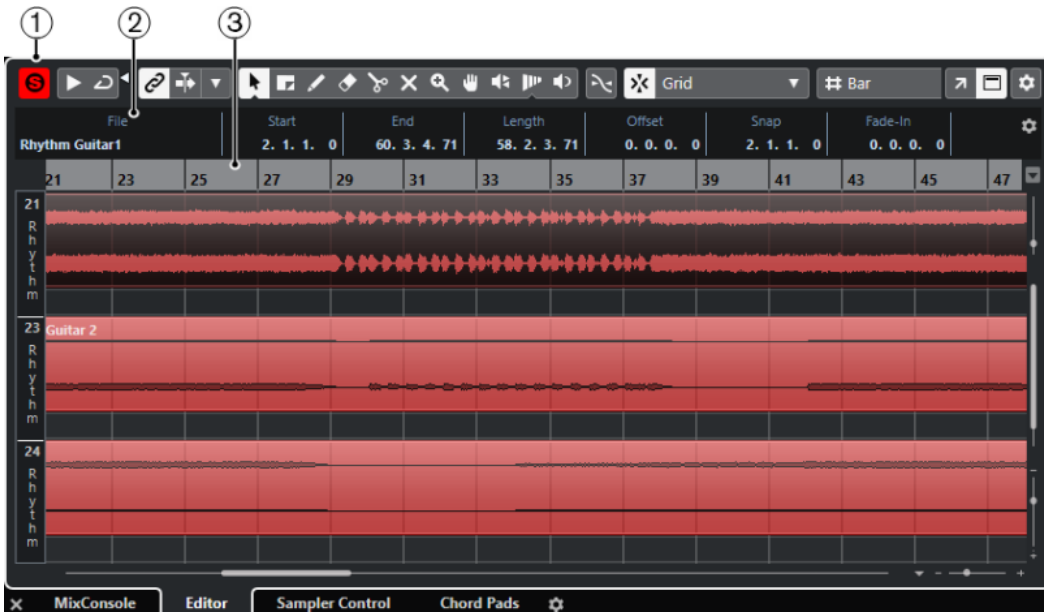 1 2 3
S Grid Bar
File Start End Length Offset Snap Fade-In
Rhythm Guitar1 2. 1. 1. 0 60. 3. 4. 71 58. 2. 3. 71 0. 0. 0. 0 2. 1. 1. 0 0. 0. 0. 0
21 23 25 27 29 31 33 35 37 39 41 43 45 47
21
Rhythm
23 Guitar 2
Rhythm
24
Rhythm
MixConsole Editor Sampler Control Chord Pads